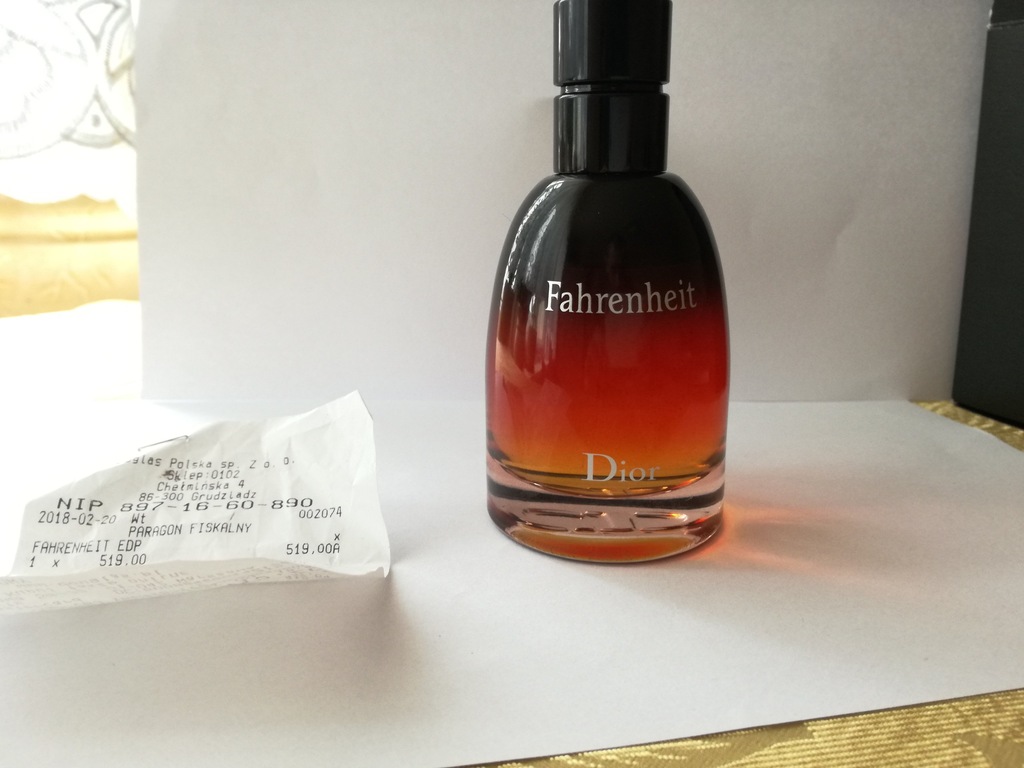 glas Polska sp. Z o. o.
Sklep:0102
Chełmińska 4
86-300 Grudziądz
NIP 897-16-60-890
2018-02-20 Wt 002074
PARAGON FISKALNY
FAHRENHEIT EDP x
1 x 519.00 519,00A
Fahrenheit
Dior